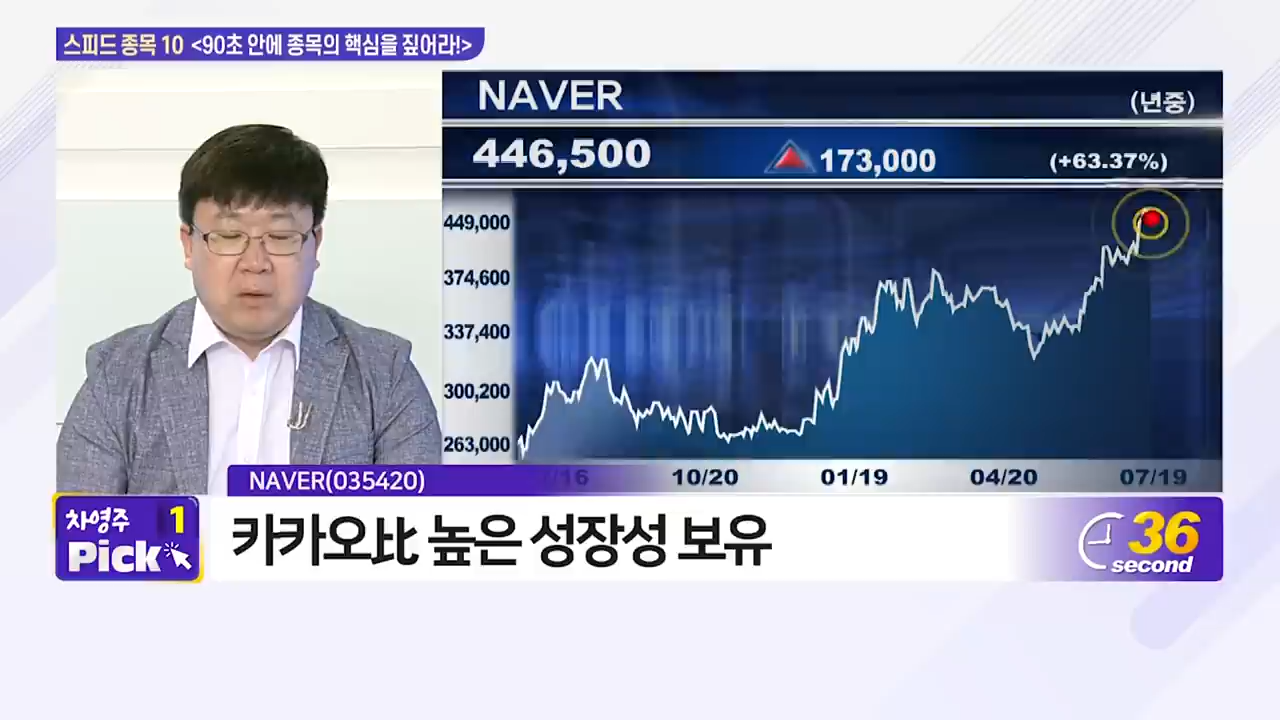 스피드 종목 10 <90초 안에 종목의 핵심을 짚어라!>
NAVER
(년중)
446,500
173,000
(+63.37%)
449,000
374,600
337,400
300,200
263,000
/16
10/20
01/19
04/20
07/19
NAVER(035420)
차영주 1
Pick
카카오比 높은 성장성 보유
36
second